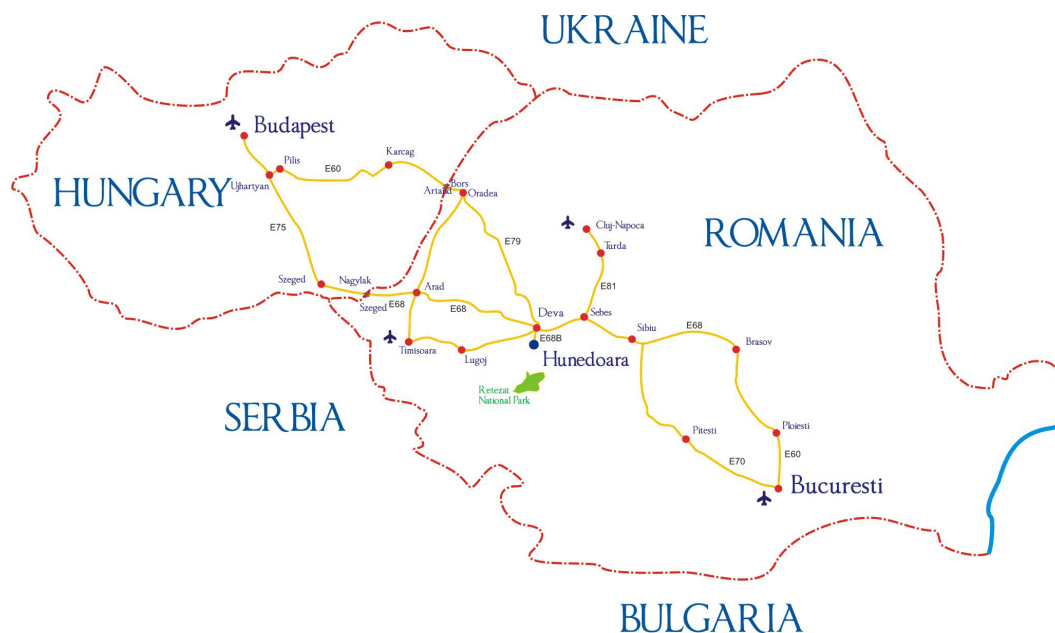 UKRAINE
Budapest
Karcag
Pilis
E60
Bors
HUNGARY
Ujhartyan
Artand
Oradea
E75
E79
Cluj-Napoca
ROMANIA
Turda
Szeged
Nagylak
E81
Arad
Szeged
E68
E68
Deva
Sebes
Sibiu
E68
E68B
Timisoara
Lugoj
Hunedoara
Brasov
Retezat
National Park
SERBIA
Pitesti
Ploiesti
E70
E60
Bucuresti
BULGARIA